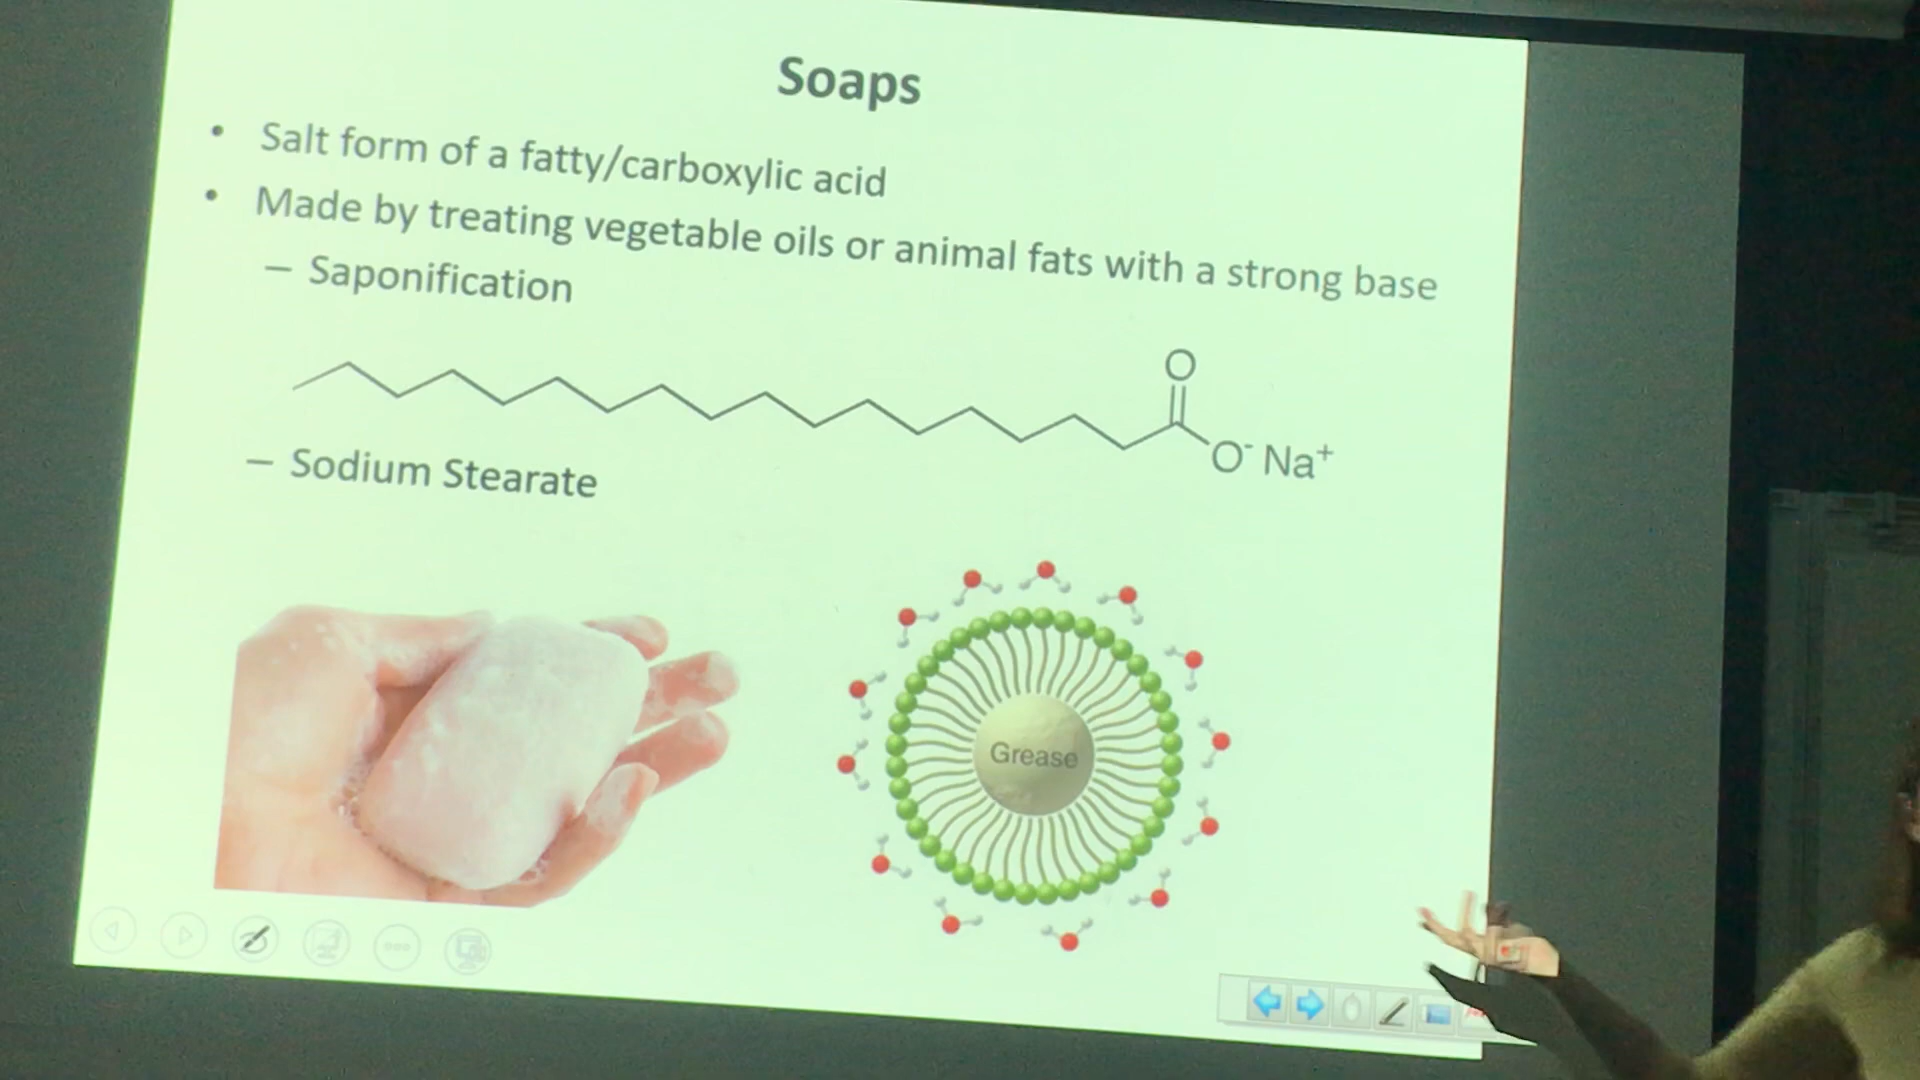 Soaps
• Salt form of a fatty/carboxylic acid
• Made by treating vegetable oils or animal fats with a strong base
– Saponification
O
O⁻ Na⁺
– Sodium Stearate
Grease